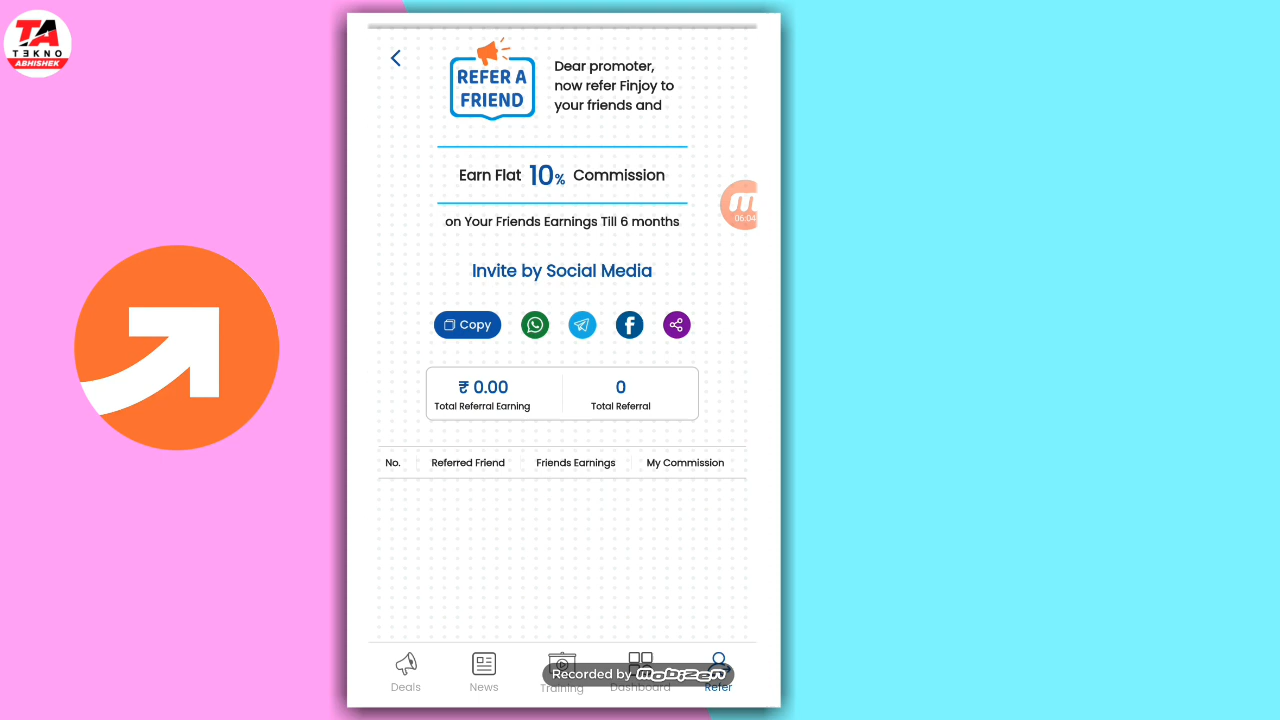 TA
TEKNO
ABHISHEK
REFER A
FRIEND
Dear promoter,
now refer Finjoy to
your friends and
Earn Flat 10% Commission
on Your Friends Earnings Till 6 months
06:04
Invite by Social Media
Copy
₹ 0.00
Total Referral Earning
0
Total Referral
No. Referred Friend Friends Earnings My Commission
Recorded by mobizen
Deals News Training Dashboard Refer